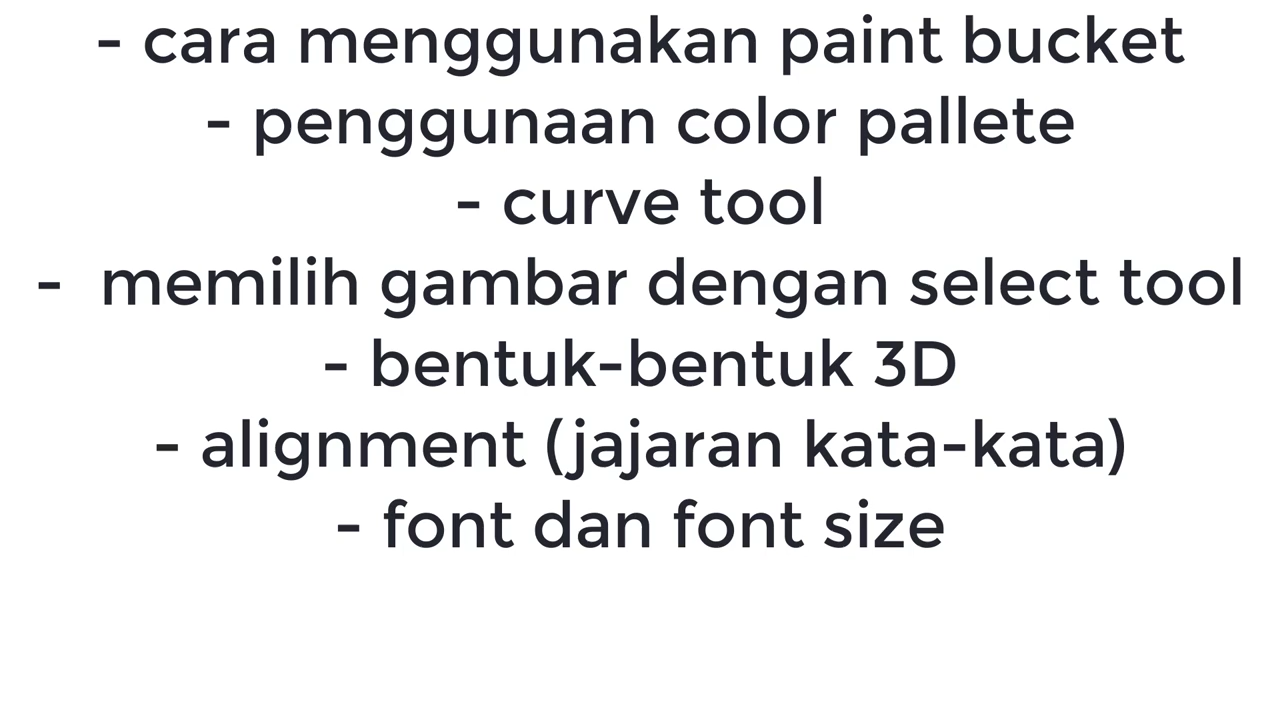 - cara menggunakan paint bucket
- penggunaan color pallete
- curve tool
- memilih gambar dengan select tool
- bentuk-bentuk 3D
- alignment (jajaran kata-kata)
- font dan font size